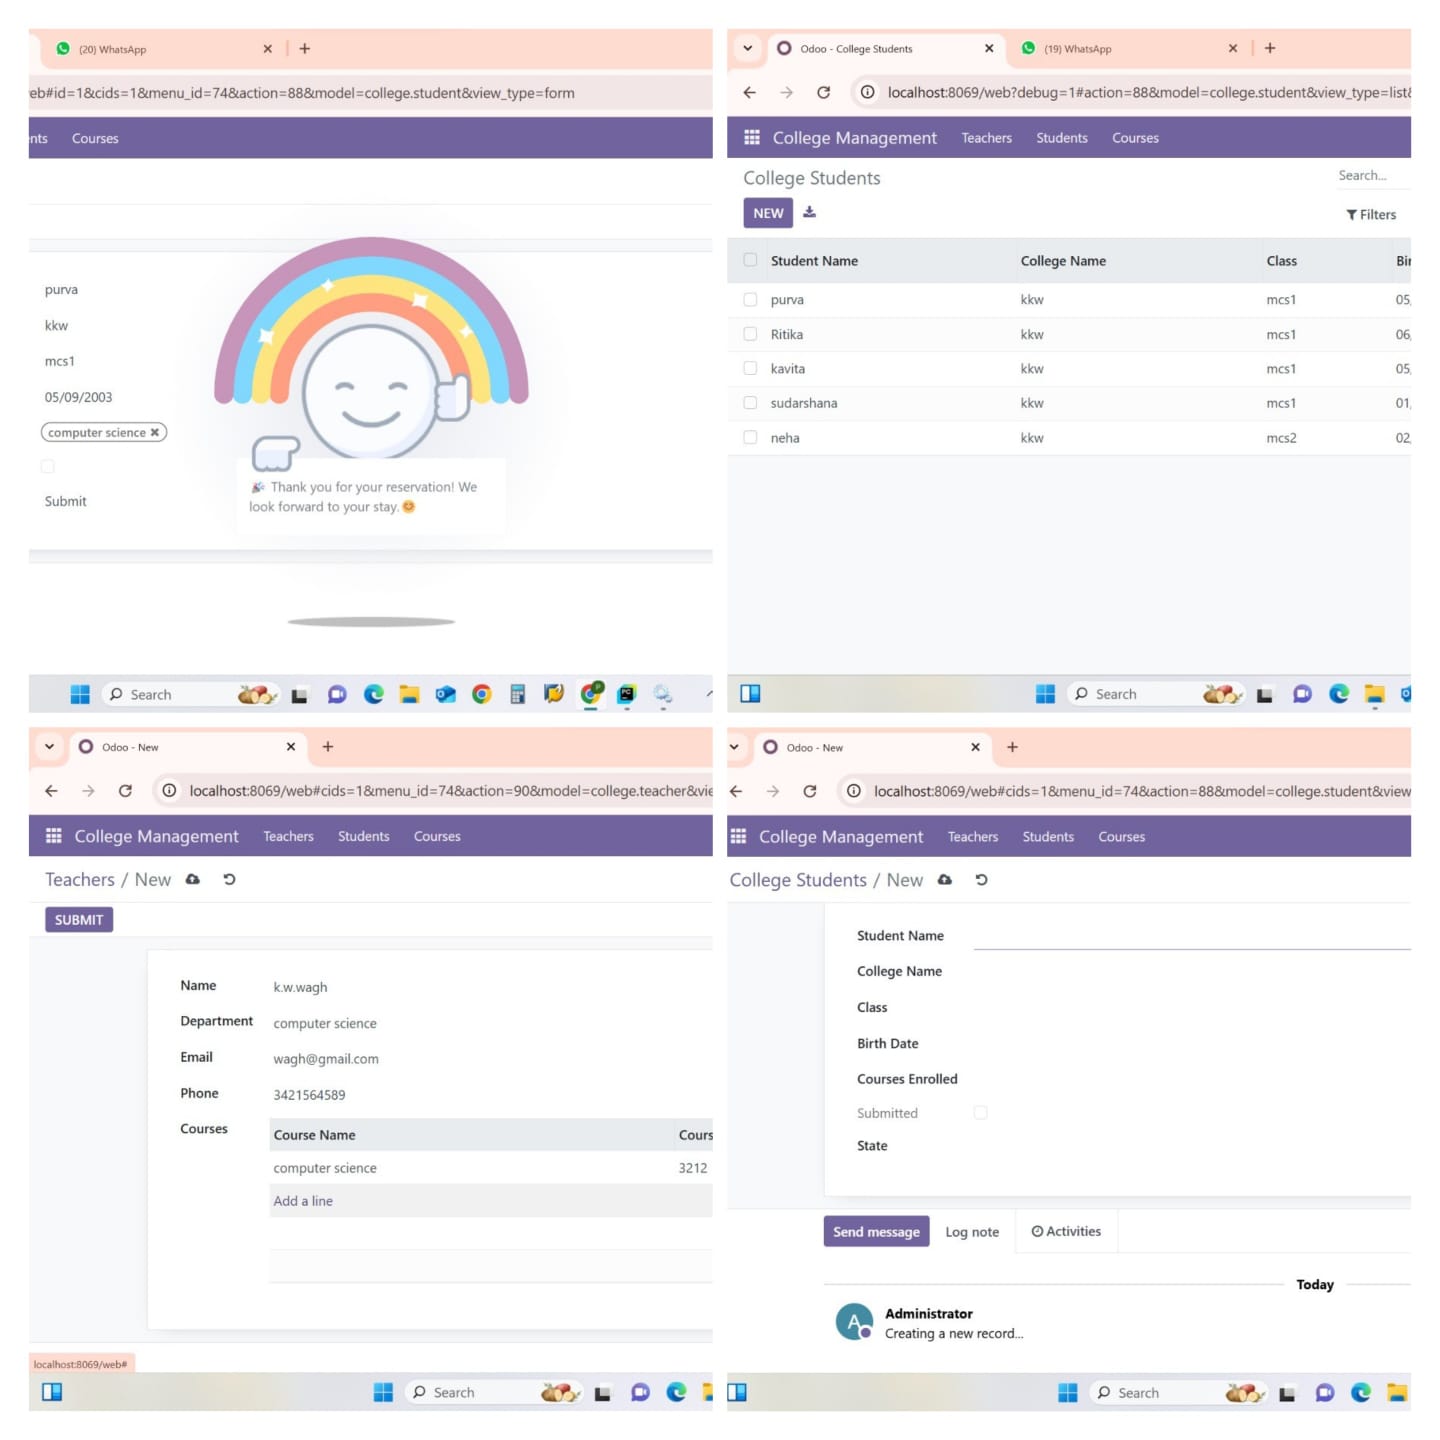 (20) WhatsApp
eb#id=1&cids=1&menu_id=74&action=88&model=college.student&view_type=form
nts Courses
purva
kkw
mcs1
05/09/2003
computer science
Submit
Thank you for your reservation! We
look forward to your stay.
Search
Odoo - College Students (19) WhatsApp
localhost:8069/web?debug=1#action=88&model=college.student&view_type=list&
College Management Teachers Students Courses
College Students Search...
NEW Filters
Student Name College Name Class Bir
purva kkw mcs1 05,
Ritika kkw mcs1 06,
kavita kkw mcs1 05,
sudarshana kkw mcs1 01,
neha kkw mcs2 02,
Search
Odoo - New
localhost:8069/web#cids=1&menu_id=74&action=90&model=college.teacher&vie
College Management Teachers Students Courses
Teachers / New
SUBMIT
Name k.w.wagh
Department computer science
Email wagh@gmail.com
Phone 3421564589
Courses Course Name Cours
computer science 3212
Add a line
localhost:8069/web#
Search
Odoo - New
localhost:8069/web#cids=1&menu_id=74&action=88&model=college.student&view
College Management Teachers Students Courses
College Students / New
Student Name
College Name
Class
Birth Date
Courses Enrolled
Submitted
State
Send message Log note Activities
Today
A Administrator
Creating a new record...
Search